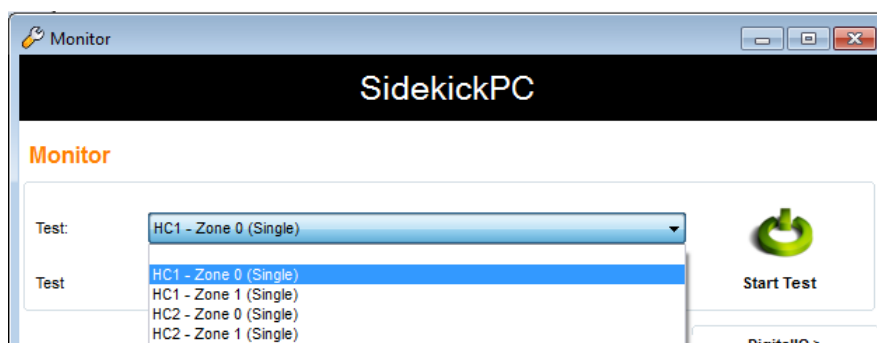 Monitor
SidekickPC
Monitor
Test:
HC1 - Zone 0 (Single)
Test
HC1 - Zone 0 (Single)
HC1 - Zone 1 (Single)
HC2 - Zone 0 (Single)
HC2 - Zone 1 (Single)
Start Test